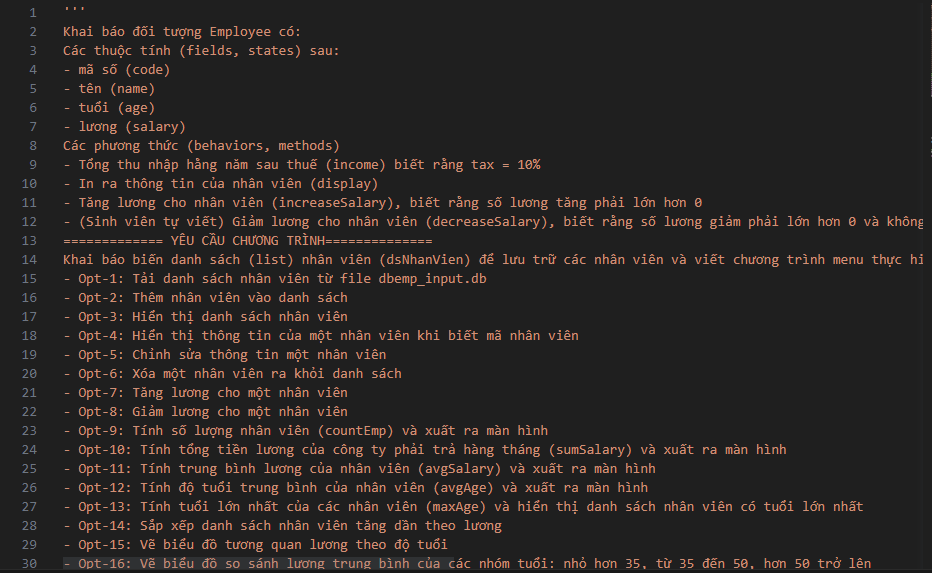 1 '''
2 Khai báo đối tượng Employee có:
3 Các thuộc tính (fields, states) sau:
4 - mã số (code)
5 - tên (name)
6 - tuổi (age)
7 - lương (salary)
8 Các phương thức (behaviors, methods)
9 - Tổng thu nhập hằng năm sau thuế (income) biết rằng tax = 10%
10 - In ra thông tin của nhân viên (display)
11 - Tăng lương cho nhân viên (increaseSalary), biết rằng số lương tăng phải lớn hơn 0
12 - (Sinh viên tự viết) Giảm lương cho nhân viên (decreaseSalary), biết rằng số lương giảm phải lớn hơn 0 và không
13 ============= YÊU CẦU CHƯƠNG TRÌNH==============
14 Khai báo biến danh sách (list) nhân viên (dsNhanVien) để lưu trữ các nhân viên và viết chương trình menu thực hi
15 - Opt-1: Tải danh sách nhân viên từ file dbemp_input.db
16 - Opt-2: Thêm nhân viên vào danh sách
17 - Opt-3: Hiển thị danh sách nhân viên
18 - Opt-4: Hiển thị thông tin của một nhân viên khi biết mã nhân viên
19 - Opt-5: Chỉnh sửa thông tin một nhân viên
20 - Opt-6: Xóa một nhân viên ra khỏi danh sách
21 - Opt-7: Tăng lương cho một nhân viên
22 - Opt-8: Giảm lương cho một nhân viên
23 - Opt-9: Tính số lượng nhân viên (countEmp) và xuất ra màn hình
24 - Opt-10: Tính tổng tiền lương của công ty phải trả hàng tháng (sumSalary) và xuất ra màn hình
25 - Opt-11: Tính trung bình lương của nhân viên (avgSalary) và xuất ra màn hình
26 - Opt-12: Tính độ tuổi trung bình của nhân viên (avgAge) và xuất ra màn hình
27 - Opt-13: Tính tuổi lớn nhất của các nhân viên (maxAge) và hiển thị danh sách nhân viên có tuổi lớn nhất
28 - Opt-14: Sắp xếp danh sách nhân viên tăng dần theo lương
29 - Opt-15: Vẽ biểu đồ tương quan lương theo độ tuổi
30 - Opt-16: Vẽ biểu đồ so sánh lương trung bình của các nhóm tuổi: nhỏ hơn 35, từ 35 đến 50, hơn 50 trở lên